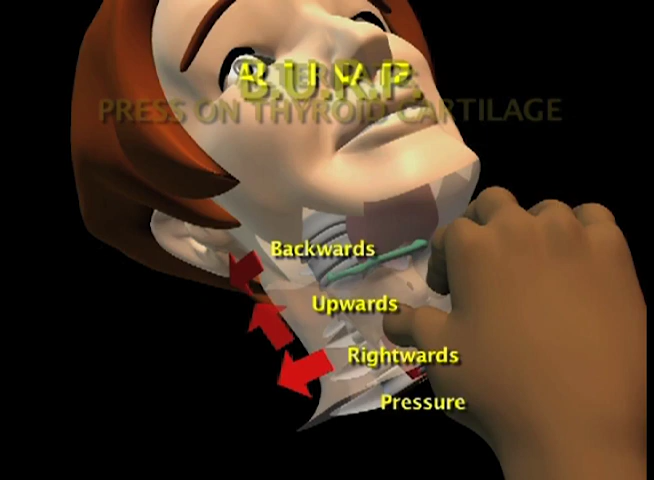 B.U.R.P.
PRESS ON THYROID CARTILAGE
Backwards
Upwards
Rightwards
Pressure